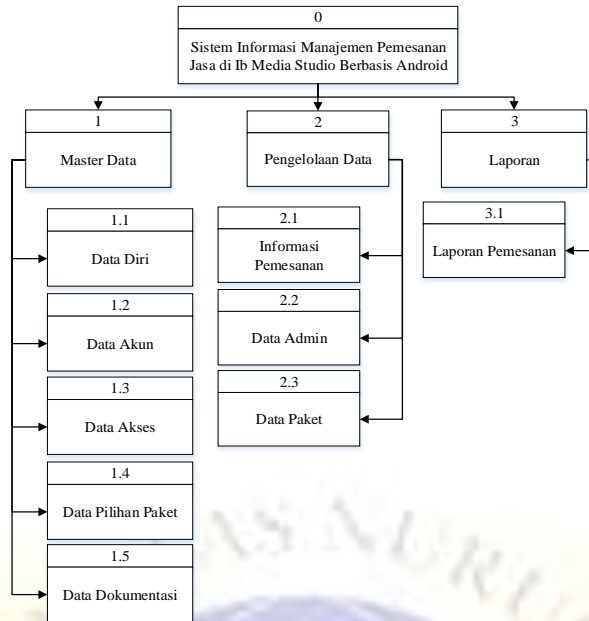 0
Sistem Informasi Manajemen Pemesanan
Jasa di Ib Media Studio Berbasis Android
1
Master Data
2
Pengelolaan Data
3
Laporan
1.1
Data Diri
1.2
Data Akun
1.3
Data Akses
1.4
Data Pilihan Paket
1.5
Data Dokumentasi
2.1
Informasi
Pemesanan
2.2
Data Admin
2.3
Data Paket
3.1
Laporan Pemesanan